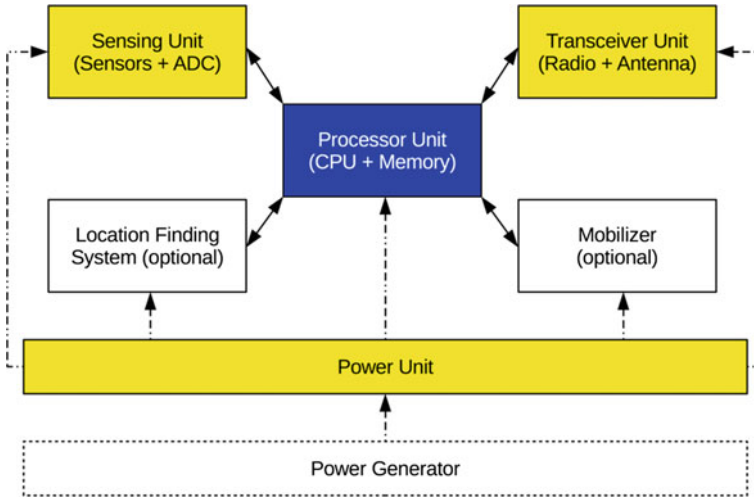 Sensing Unit
(Sensors + ADC)
Transceiver Unit
(Radio + Antenna)
Processor Unit
(CPU + Memory)
Location Finding
System (optional)
Mobilizer
(optional)
Power Unit
Power Generator